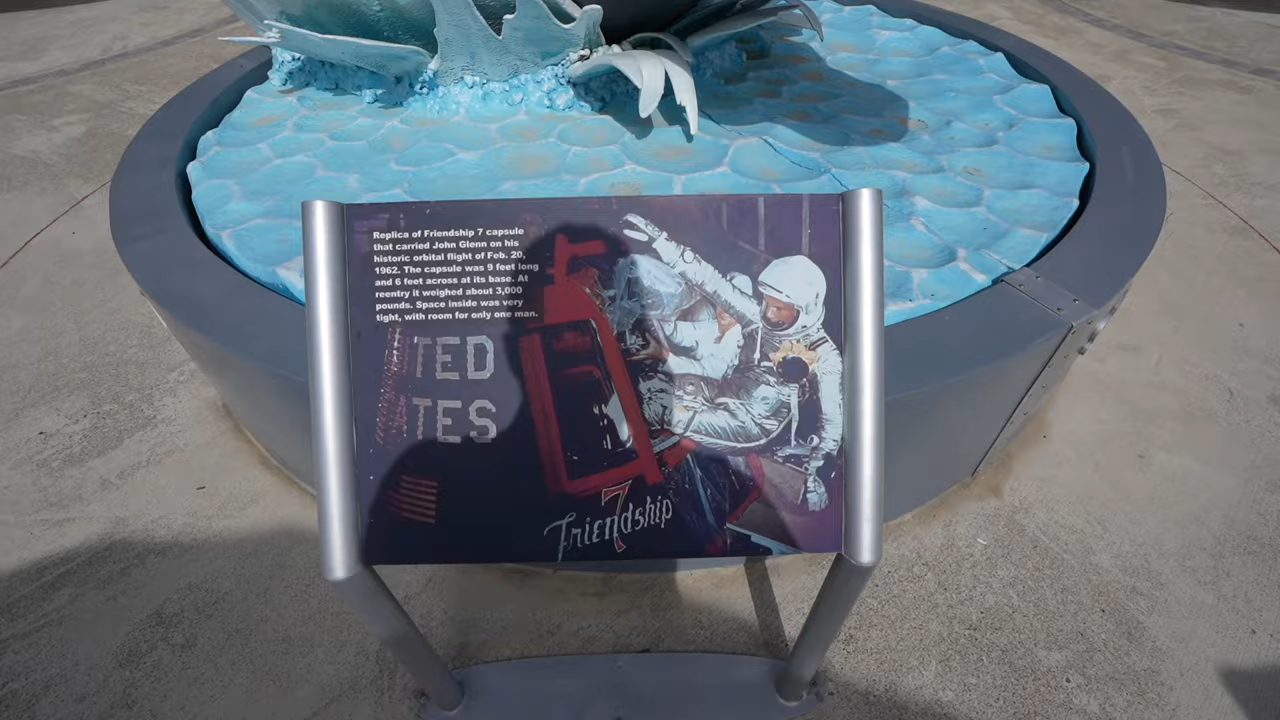 Replica of Friendship 7 capsule
that carried John Glenn on his
historic orbital flight of Feb. 20,
1962. The capsule was 9 feet long
and 6 feet across at its base. At
reentry it weighed about 3,000
pounds. Space inside was very
tight, with room for only one man.
TED
TES
Friendship
7